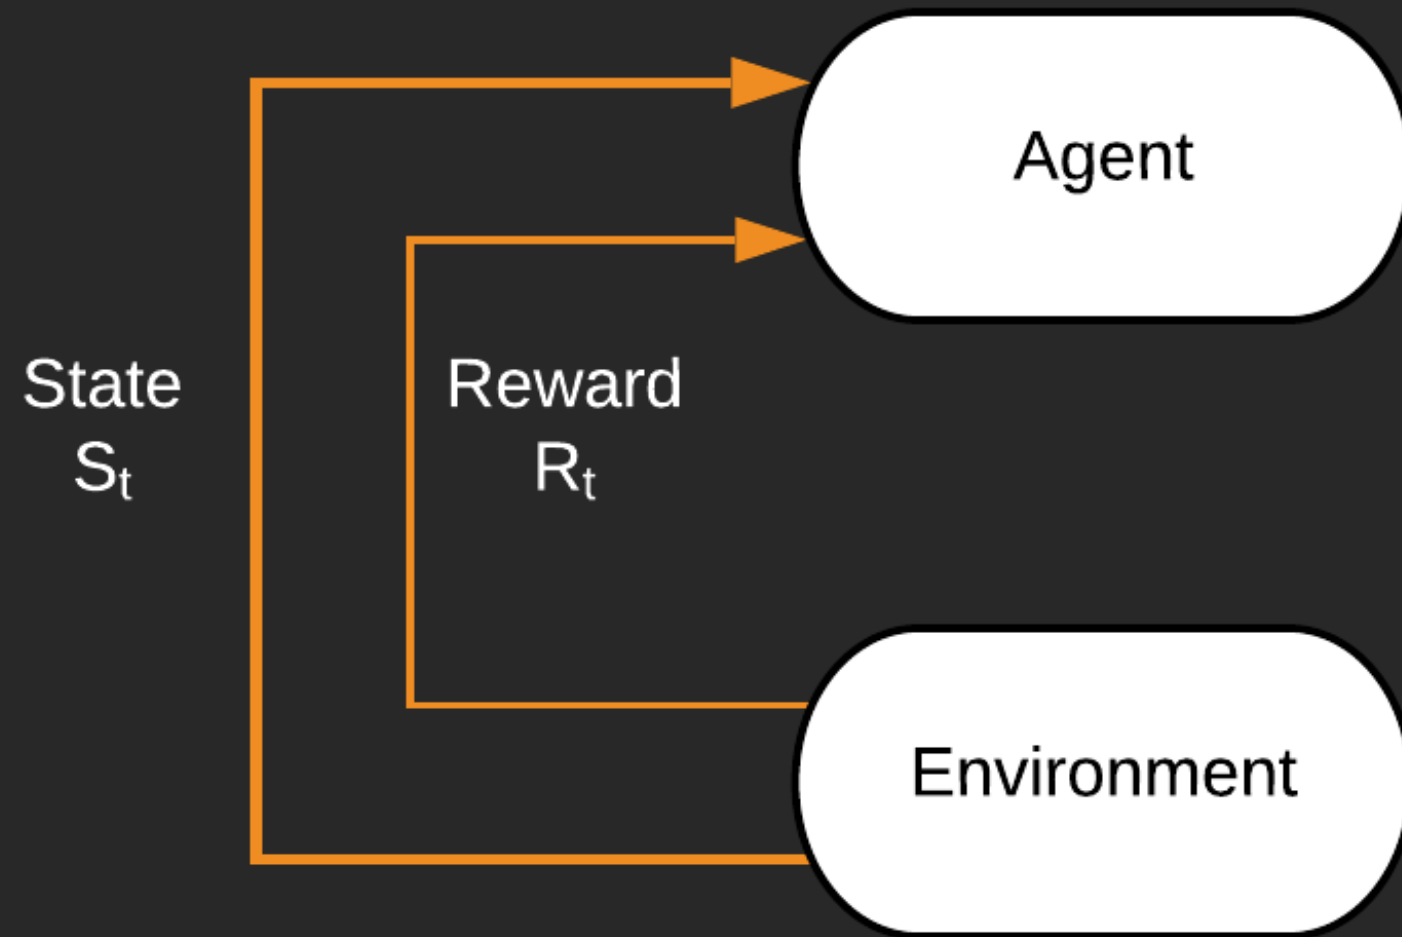 Agent
State
Sₜ
Reward
Rₜ
Environment